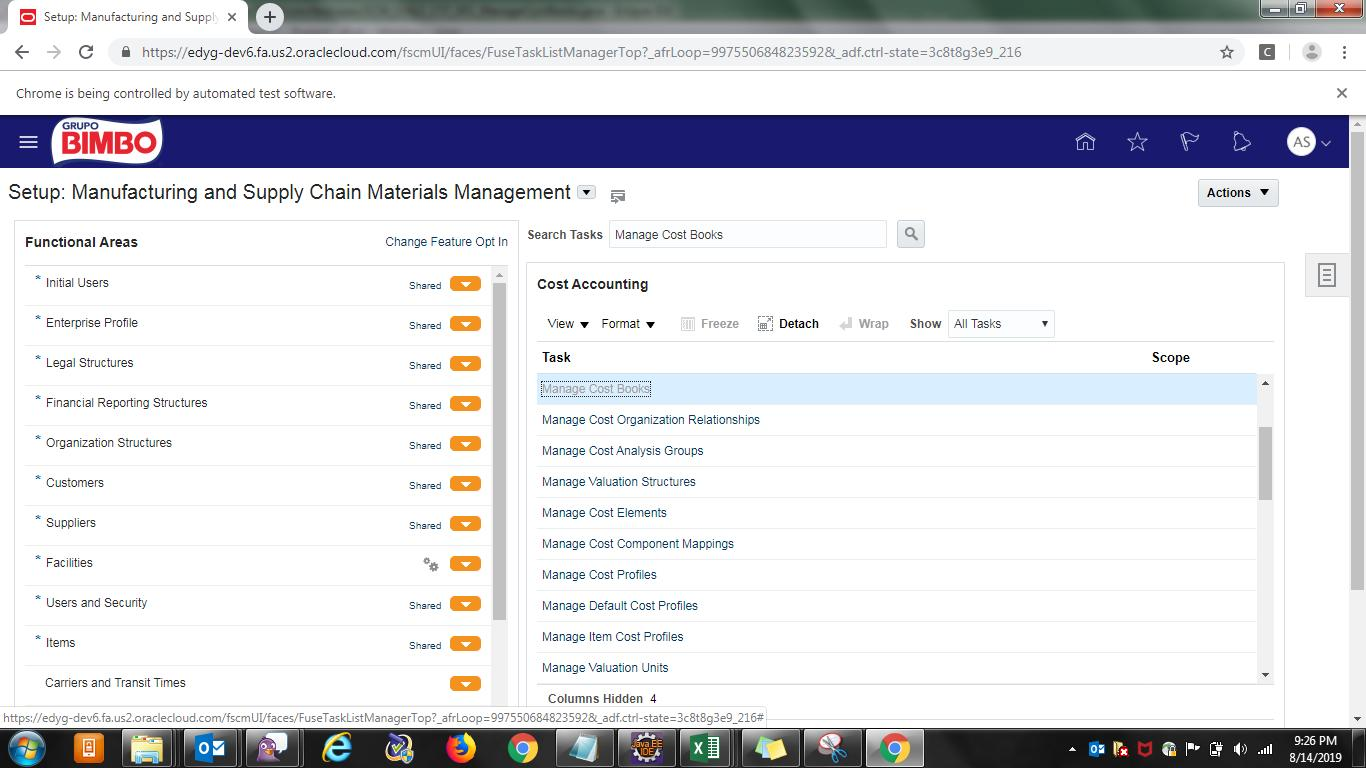 Setup: Manufacturing and Supply
https://edyg-dev6.fa.us2.oraclecloud.com/fscmUI/faces/FuseTaskListManagerTop?_afrLoop=997550684823592&_adf.ctrl-state=3c8t8g3e9_216
C
Chrome is being controlled by automated test software.
GRUPO
BIMBO
AS
Setup: Manufacturing and Supply Chain Materials Management
Actions
Functional Areas
Change Feature Opt In
* Initial Users Shared
* Enterprise Profile Shared
* Legal Structures Shared
* Financial Reporting Structures Shared
* Organization Structures Shared
* Customers Shared
* Suppliers Shared
* Facilities
* Users and Security Shared
* Items Shared
Carriers and Transit Times
Search Tasks Manage Cost Books
Cost Accounting
View Format Freeze Detach Wrap Show All Tasks
Task Scope
Manage Cost Books
Manage Cost Organization Relationships
Manage Cost Analysis Groups
Manage Valuation Structures
Manage Cost Elements
Manage Cost Component Mappings
Manage Cost Profiles
Manage Default Cost Profiles
Manage Item Cost Profiles
Manage Valuation Units
Columns Hidden 4
https://edyg-dev6.fa.us2.oraclecloud.com/fscmUI/faces/FuseTaskListManagerTop?_afrLoop=997550684823592&_adf.ctrl-state=3c8t8g3e9_216#
Java EE
IDE
9:26 PM
8/14/2019